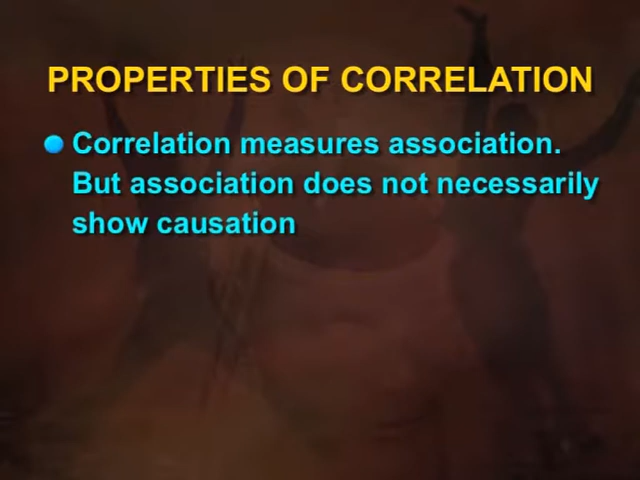 PROPERTIES OF CORRELATION
Correlation measures association.
But association does not necessarily
show causation